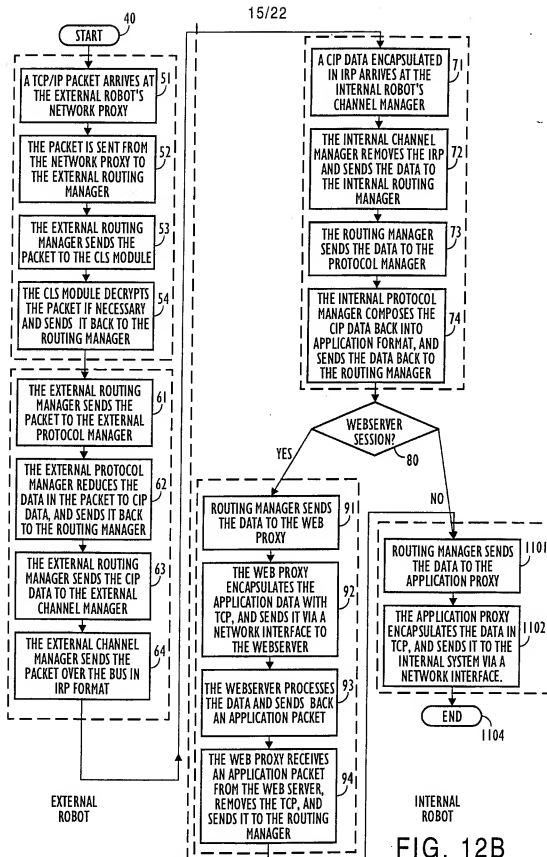 15/22
40
START
A TCP/IP PACKET ARRIVES AT
THE EXTERNAL ROBOT'S
NETWORK PROXY
51
THE PACKET IS SENT FROM
THE NETWORK PROXY TO
THE EXTERNAL ROUTING
MANAGER
52
THE EXTERNAL ROUTING
MANAGER SENDS THE
PACKET TO THE CLS MODULE
53
THE CLS MODULE DECRYPTS
THE PACKET IF NECESSARY
AND SENDS IT BACK TO THE
ROUTING MANAGER
54
THE EXTERNAL ROUTING
MANAGER SENDS THE
PACKET TO THE EXTERNAL
PROTOCOL MANAGER
61
THE EXTERNAL PROTOCOL
MANAGER REDUCES THE
DATA IN THE PACKET TO CIP
DATA, AND SENDS IT BACK
TO THE ROUTING MANAGER
62
THE EXTERNAL ROUTING
MANAGER SENDS THE CIP
DATA TO THE EXTERNAL
CHANNEL MANAGER
63
THE EXTERNAL CHANNEL
MANAGER SENDS THE
PACKET OVER THE BUS IN
IRP FORMAT
64
EXTERNAL
ROBOT
A CIP DATA ENCAPSULATED
IN IRP ARRIVES AT THE
INTERNAL ROBOT'S
CHANNEL MANAGER
71
THE INTERNAL CHANNEL
MANAGER REMOVES THE IRP
AND SENDS THE DATA TO
THE INTERNAL ROUTING
MANAGER
72
THE ROUTING MANAGER
SENDS THE DATA TO THE
PROTOCOL MANAGER
73
THE INTERNAL PROTOCOL
MANAGER COMPOSES THE
CIP DATA BACK INTO
APPLICATION FORMAT, AND
SENDS THE DATA BACK TO
THE ROUTING MANAGER
74
WEBSERVER
SESSION?
80
YES
NO
ROUTING MANAGER SENDS
THE DATA TO THE WEB
PROXY
91
THE WEB PROXY
ENCAPSULATES THE
APPLICATION DATA WITH
TCP, AND SENDS IT VIA A
NETWORK INTERFACE TO
THE WEBSERVER
92
THE WEBSERVER PROCESSES
THE DATA AND SENDS BACK
AN APPLICATION PACKET
93
THE WEB PROXY RECEIVES
AN APPLICATION PACKET
FROM THE WEB SERVER,
REMOVES THE TCP, AND
SENDS IT TO THE ROUTING
MANAGER
94
ROUTING MANAGER SENDS
THE DATA TO THE
APPLICATION PROXY
1101
THE APPLICATION PROXY
ENCAPSULATES THE DATA IN
TCP, AND SENDS IT TO THE
INTERNAL SYSTEM VIA A
NETWORK INTERFACE.
1102
END
1104
INTERNAL
ROBOT
FIG. 12B